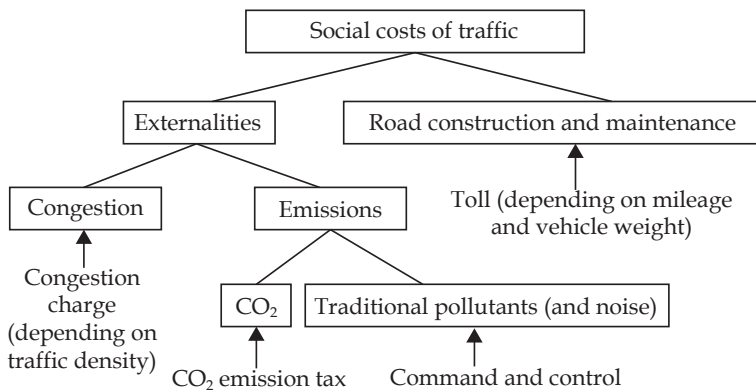 Social costs of traffic
Externalities
Road construction and maintenance
Congestion
Emissions
Toll (depending on mileage
and vehicle weight)
Congestion
charge
(depending on
traffic density)
CO₂
Traditional pollutants (and noise)
CO₂ emission tax
Command and control